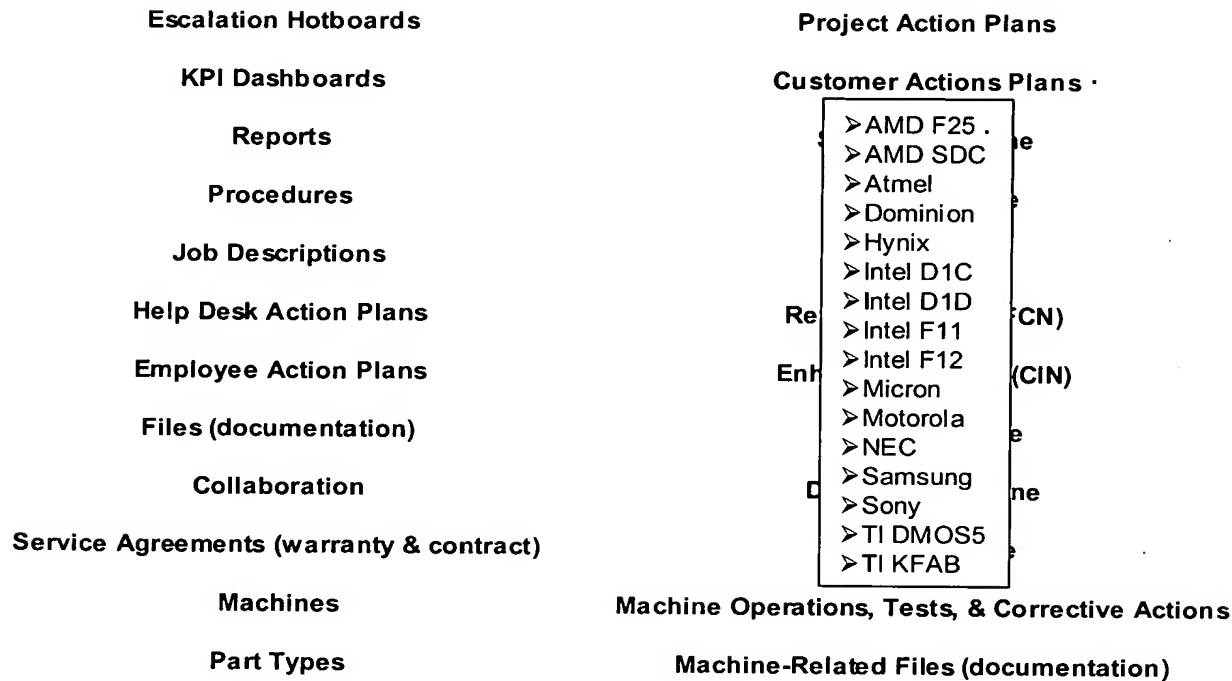 Escalation Hotboards
KPI Dashboards
Reports
Procedures
Job Descriptions
Help Desk Action Plans
Employee Action Plans
Files (documentation)
Collaboration
Service Agreements (warranty & contract)
Machines
Part Types
Project Action Plans
Customer Actions Plans
➢AMD F25 .
➢AMD SDC
➢Atmel
➢Dominion
➢Hynix
➢Intel D1C
➢Intel D1D
➢Intel F11
➢Intel F12
➢Micron
➢Motorola
➢NEC
➢Samsung
➢Sony
➢TI DMOS5
➢TI KFAB
(CIN)
Machine Operations, Tests, & Corrective Actions
Machine-Related Files (documentation)